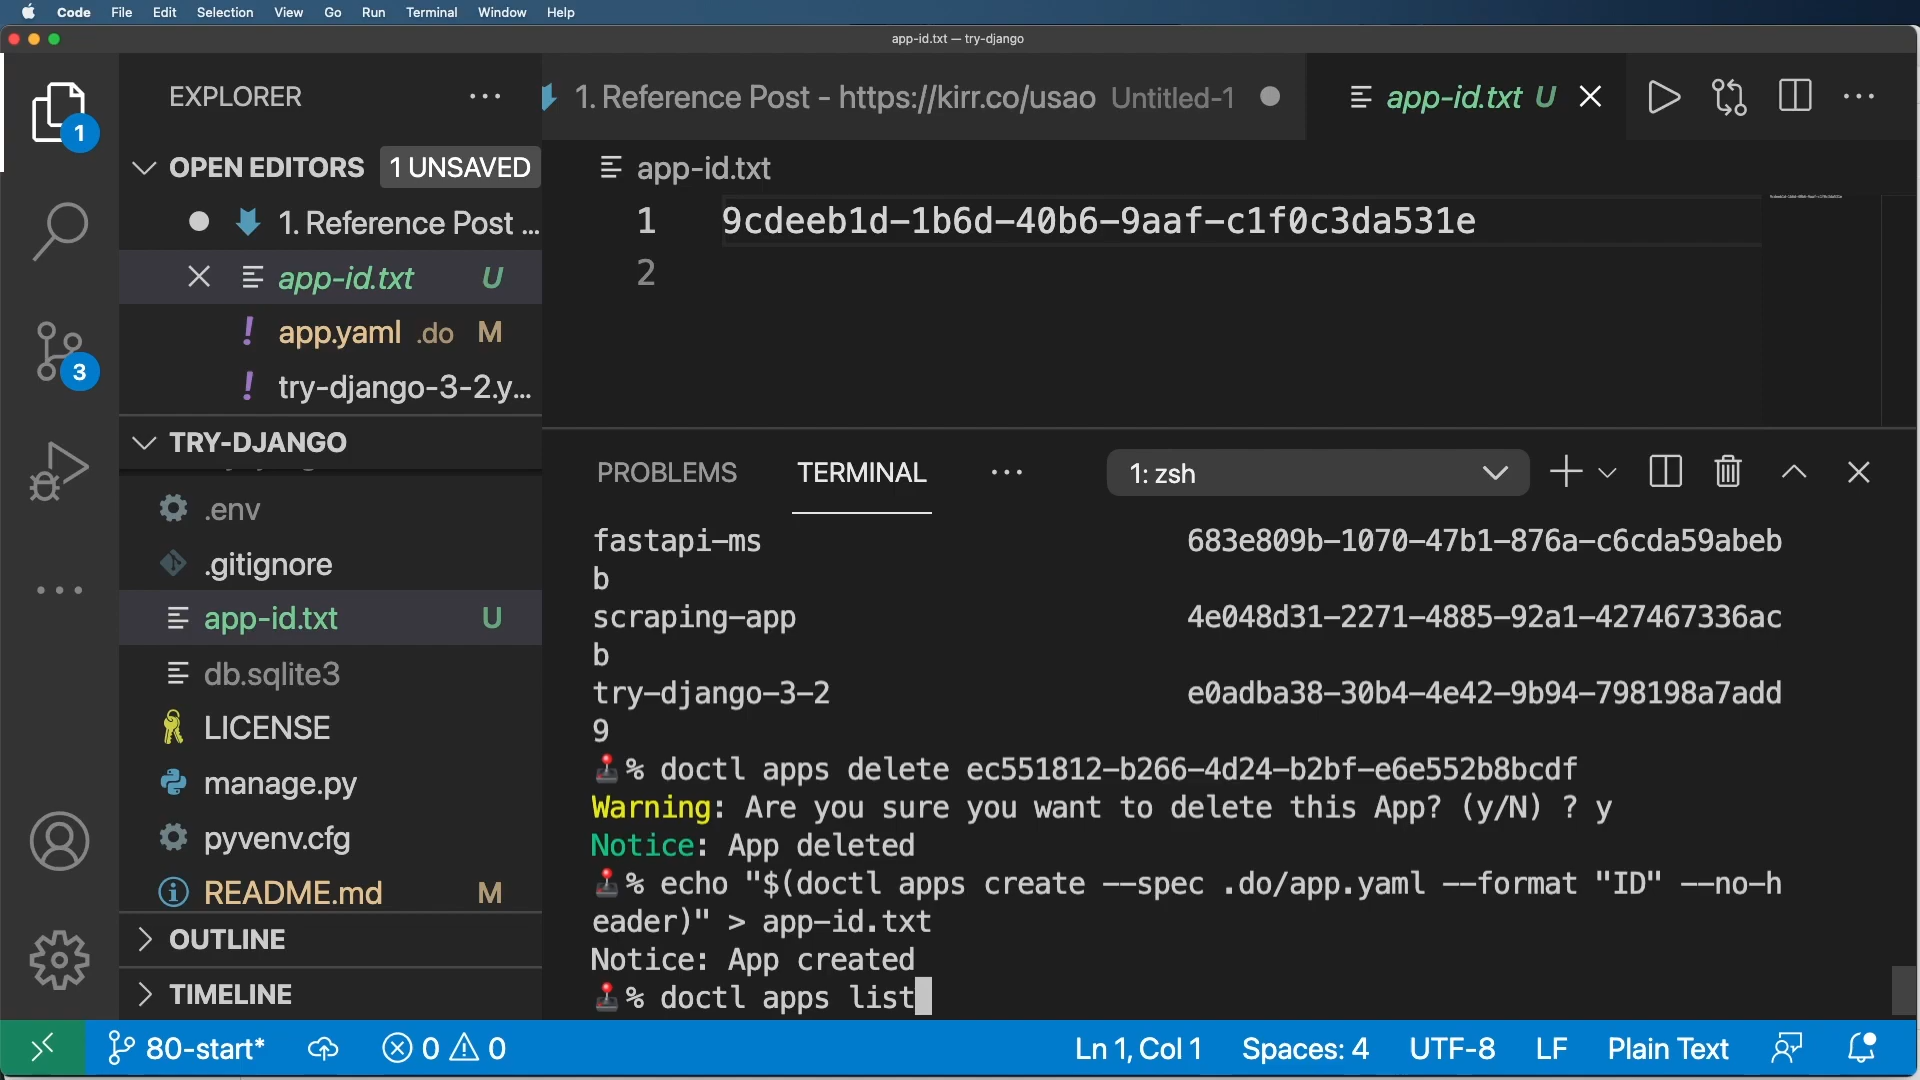 Code File Edit Selection View Go Run Terminal Window Help
app-id.txt — try-django
EXPLORER
1. Reference Post - https://kirr.co/usao Untitled-1
app-id.txt U
1
OPEN EDITORS 1 UNSAVED
1. Reference Post ...
app-id.txt U
app.yaml .do M
try-django-3-2.y...
3
TRY-DJANGO
.env
.gitignore
app-id.txt U
db.sqlite3
LICENSE
manage.py
pyvenv.cfg
README.md M
OUTLINE
TIMELINE
app-id.txt
1 9cdeeb1d-1b6d-40b6-9aaf-c1f0c3da531e
2
PROBLEMS TERMINAL 1: zsh
fastapi-ms 683e809b-1070-47b1-876a-c6cda59abeb
b
scraping-app 4e048d31-2271-4885-92a1-427467336ac
b
try-django-3-2 e0adba38-30b4-4e42-9b94-798198a7add
9
% doctl apps delete ec551812-b266-4d24-b2bf-e6e552b8bcdf
Warning: Are you sure you want to delete this App? (y/N) ? y
Notice: App deleted
% echo "$(doctl apps create --spec .do/app.yaml --format "ID" --no-h
eader)" > app-id.txt
Notice: App created
% doctl apps list
80-start* 0 0 Ln 1, Col 1 Spaces: 4 UTF-8 LF Plain Text